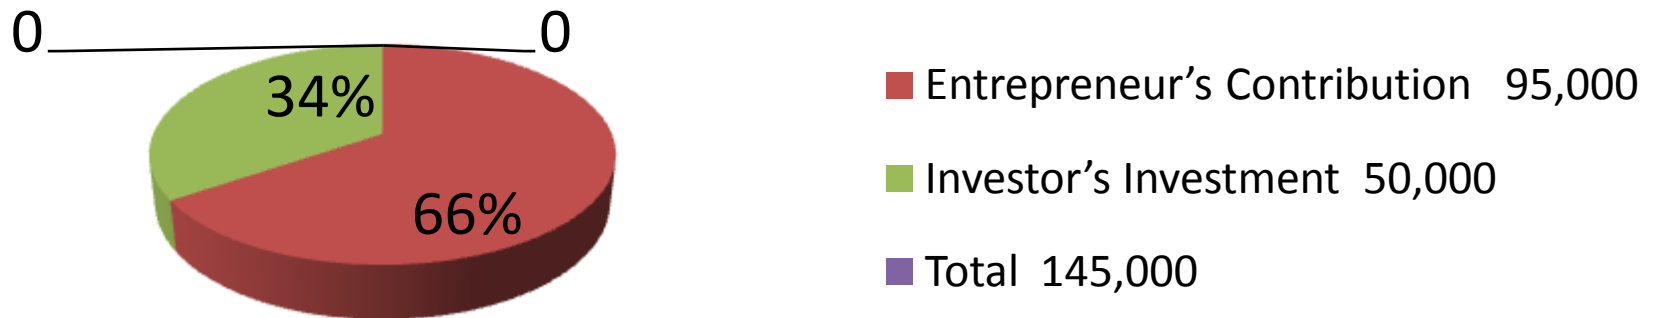 0
0
34%
66%
Entrepreneur’s Contribution 95,000
Investor’s Investment 50,000
Total 145,000